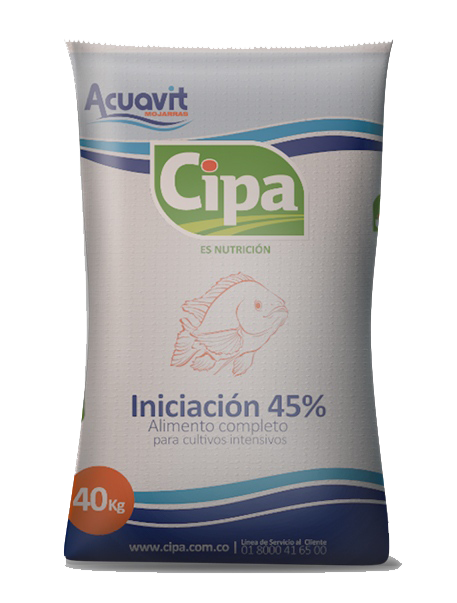 Acuavit
MOJARRAS
Cipa
ES NUTRICIÓN
Iniciación 45%
Alimento completo
para cultivos intensivos
40Kg
www.cipa.com.co | Línea de Servicio al Cliente
01 8000 41 65 00